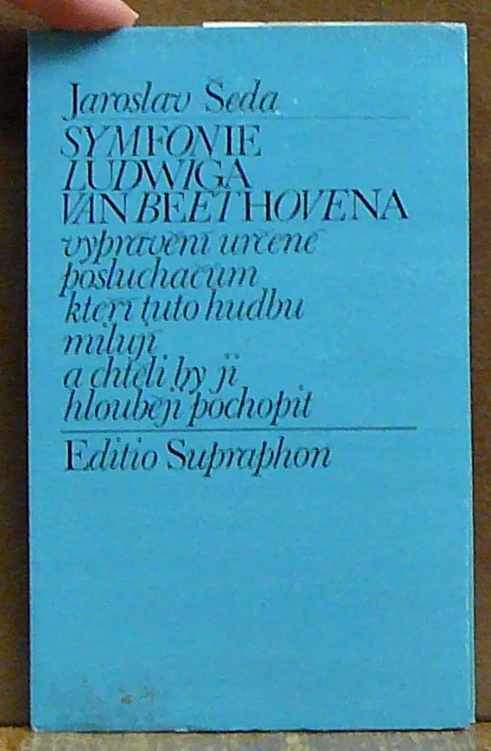 Jaroslav Šeda
SYMFONIE
LUDWIGA
VAN BEETHOVENA
vyprávění určené
posluchačům
kteří tuto hudbu
milují
a chtěli by ji
hlouběji pochopit
Editio Supraphon